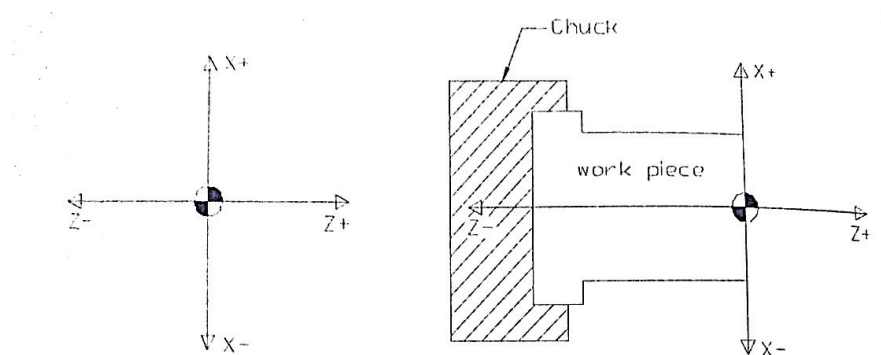 Chuck
X+
X+
work piece
Z-
Z+
Z-
Z+
X-
X-